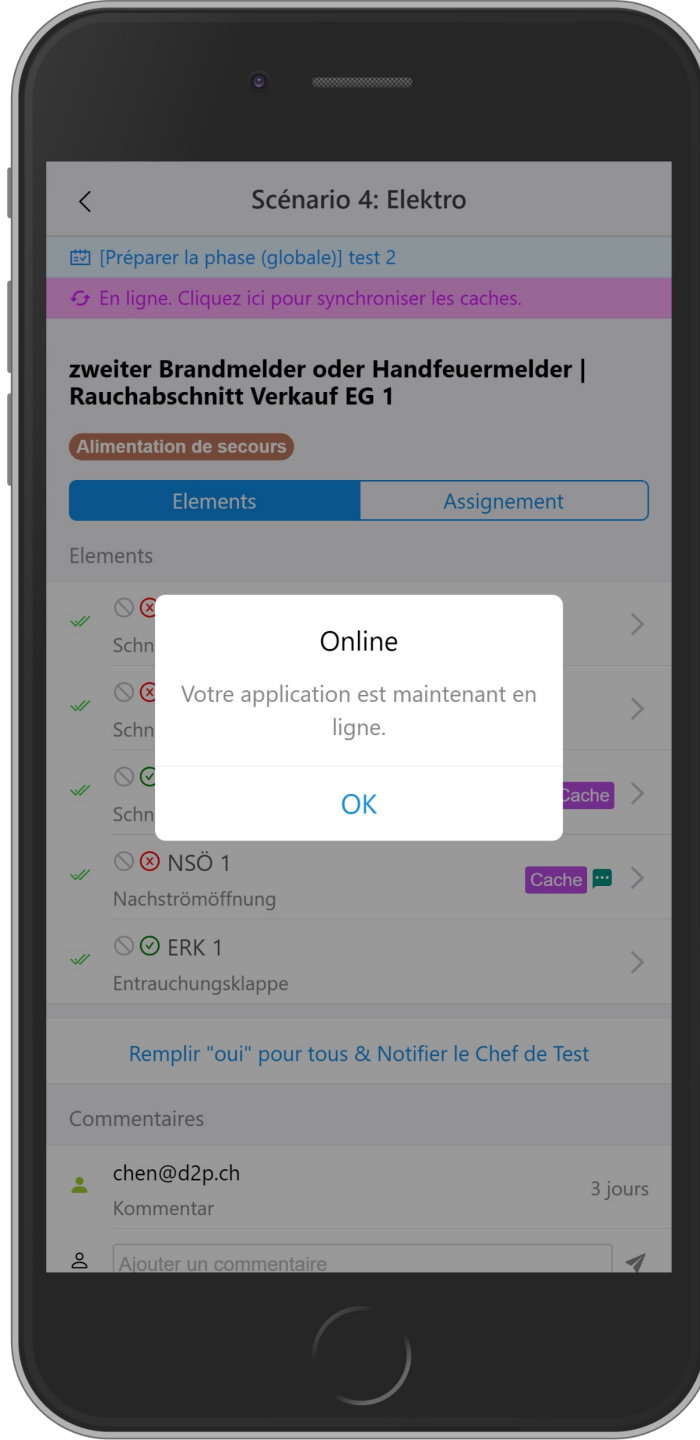 Scénario 4: Elektro
[Préparer la phase (globale)] test 2
En ligne. Cliquez ici pour synchroniser les caches.
zweiter Brandmelder oder Handfeuermelder |
Rauchabschnitt Verkauf EG 1
Alimentation de secours
Elements
Assignement
Elements
Schn
Online
Votre application est maintenant en
ligne.
Schn
Schn
Cache
OK
NSÖ 1
Nachströmöffnung
Cache
ERK 1
Entrauchungsklappe
Remplir "oui" pour tous & Notifier le Chef de Test
Commentaires
chen@d2p.ch
Kommentar
3 jours
Ajouter un commentaire